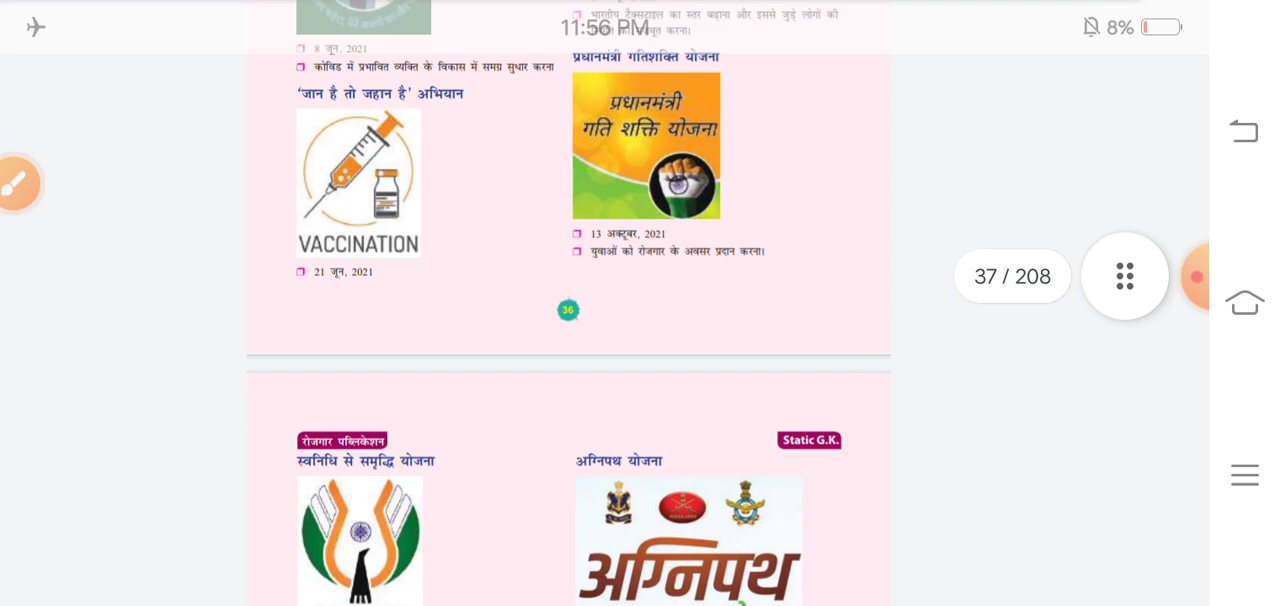 11:56 PM
8%
भारतीय टैक्सटाइल का स्तर बढ़ाना और इससे जुड़े लोगों की
मजबूत करना।
8 जून, 2021
कोविड में प्रभावित व्यक्ति के विकास में समग्र सुधार करना
‘जान है तो जहान है’ अभियान
VACCINATION
21 जून, 2021
प्रधानमंत्री गतिशक्ति योजना
प्रधानमंत्री
गति शक्ति योजना
13 अक्टूबर, 2021
युवाओं को रोजगार के अवसर प्रदान करना।
37 / 208
36
रोजगार पब्लिकेशन
Static G.K.
स्वनिधि से समृद्धि योजना
अग्निपथ योजना
अग्निपथ